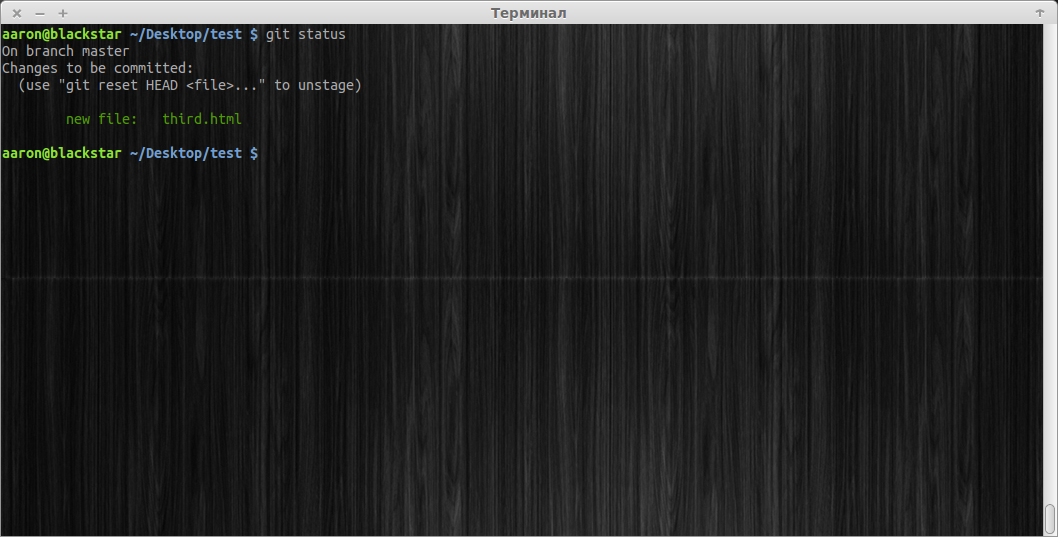 Терминал
aaron@blackstar ~/Desktop/test $ git status
On branch master
Changes to be committed:
  (use "git reset HEAD <file>..." to unstage)
        new file:   third.html
aaron@blackstar ~/Desktop/test $